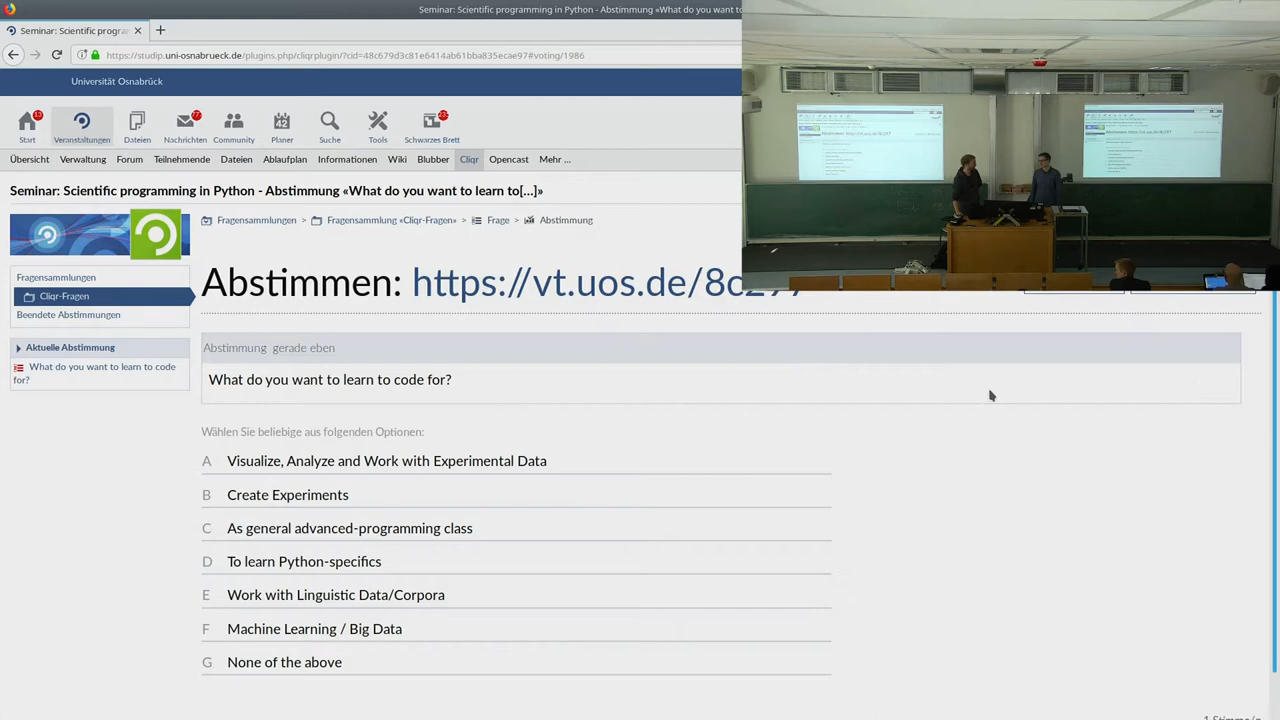 Seminar: Scientific programming in Python - Abstimmung «What do you want to
Seminar: Scientific progra
https://studip.uni-osnabrueck.de/plugins.php/cliqrplugin/?cid=48c679d3c81e6414ab61bba835ecae97#voting/1986
Universität Osnabrück
13
77
Start Veranstaltungen Dateien Nachrichten Community Planer Suche Tools Schwarzes Brett
Übersicht Verwaltung Forum Teilnehmende Dateien Ablaufplan Informationen Wiki Blubber Cliqr Opencast Mehr...
Seminar: Scientific programming in Python - Abstimmung «What do you want to learn to[...]»
Fragensammlungen > Fragensammlung «Cliqr-Fragen» > Frage > Abstimmung
Fragensammlungen
Cliqr-Fragen
Beendete Abstimmungen
Aktuelle Abstimmung
What do you want to learn to code
for?
Abstimmen: https://vt.uos.de/8c297
Abstimmung gerade eben
What do you want to learn to code for?
Wählen Sie beliebige aus folgenden Optionen:
A Visualize, Analyze and Work with Experimental Data
B Create Experiments
C As general advanced-programming class
D To learn Python-specifics
E Work with Linguistic Data/Corpora
F Machine Learning / Big Data
G None of the above